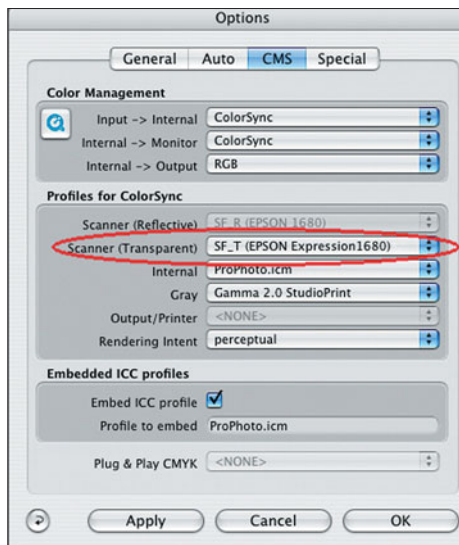 Options
General Auto CMS Special
Color Management
Input -> Internal ColorSync
Internal -> Monitor ColorSync
Internal -> Output RGB
Profiles for ColorSync
Scanner (Reflective) SF_R (EPSON 1680)
Scanner (Transparent) SF_T (EPSON Expression1680)
Internal ProPhoto.icm
Gray Gamma 2.0 StudioPrint
Output/Printer <NONE>
Rendering Intent perceptual
Embedded ICC profiles
Embed ICC profile
Profile to embed ProPhoto.icm
Plug & Play CMYK <NONE>
Apply Cancel OK